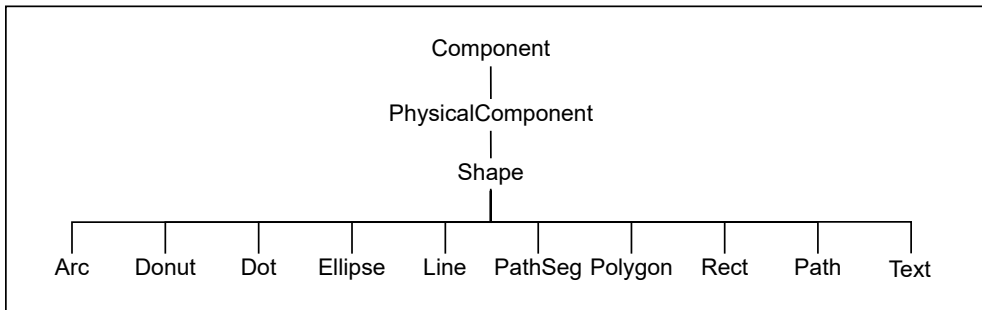 Component
PhysicalComponent
Shape
Arc Donut Dot Ellipse Line PathSeg Polygon Rect Path Text